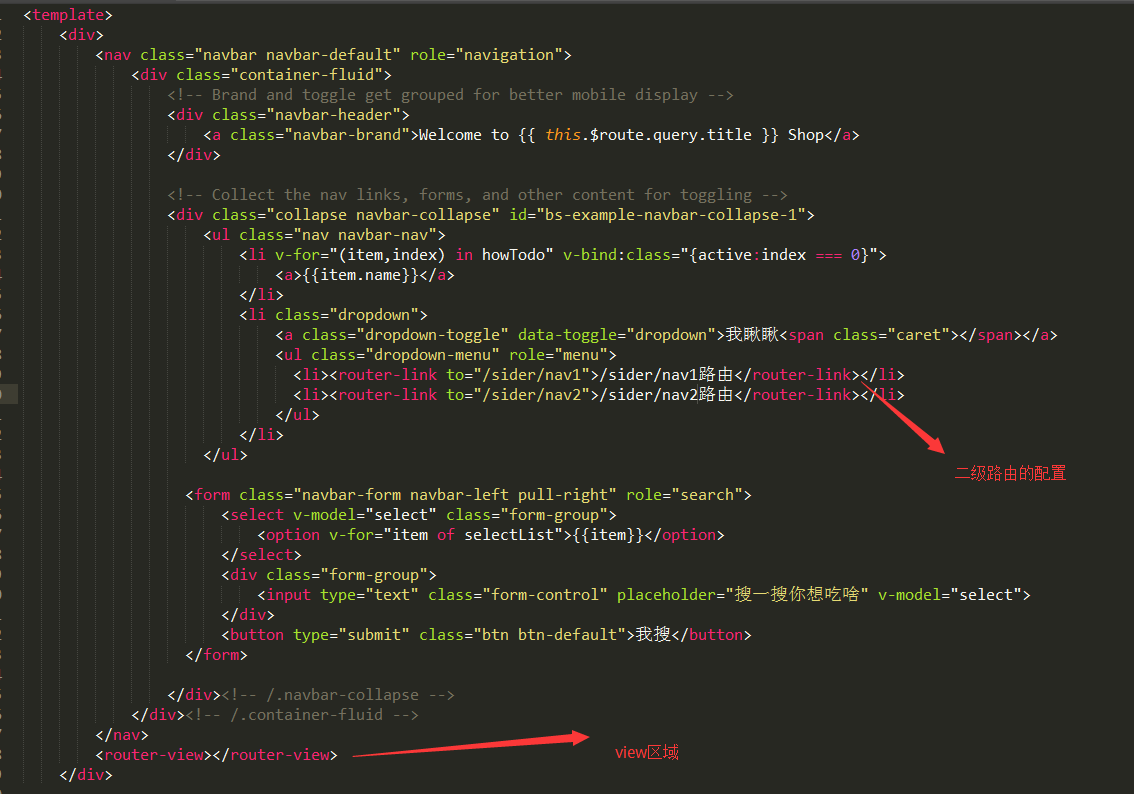 <template>
<div>
<nav class="navbar navbar-default" role="navigation">
<div class="container-fluid">
<!-- Brand and toggle get grouped for better mobile display -->
<div class="navbar-header">
<a class="navbar-brand">Welcome to {{ this.$route.query.title }} Shop</a>
</div>
<!-- Collect the nav links, forms, and other content for toggling -->
<div class="collapse navbar-collapse" id="bs-example-navbar-collapse-1">
<ul class="nav navbar-nav">
<li v-for="(item,index) in howTodo" v-bind:class="{active:index === 0}">
<a>{{item.name}}</a>
</li>
<li class="dropdown">
<a class="dropdown-toggle" data-toggle="dropdown">我瞅瞅<span class="caret"></span></a>
<ul class="dropdown-menu" role="menu">
<li><router-link to="/sider/nav1">/sider/nav1路由</router-link></li>
<li><router-link to="/sider/nav2">/sider/nav2路由</router-link></li>
</ul>
</li>
</ul>
二级路由的配置
<form class="navbar-form navbar-left pull-right" role="search">
<select v-model="select" class="form-group">
<option v-for="item of selectList">{{item}}</option>
</select>
<div class="form-group">
<input type="text" class="form-control" placeholder="搜一搜你想吃啥" v-model="select">
</div>
<button type="submit" class="btn btn-default">我搜</button>
</form>
</div><!-- /.navbar-collapse -->
</div><!-- /.container-fluid -->
</nav>
<router-view></router-view>
view区域
</div>